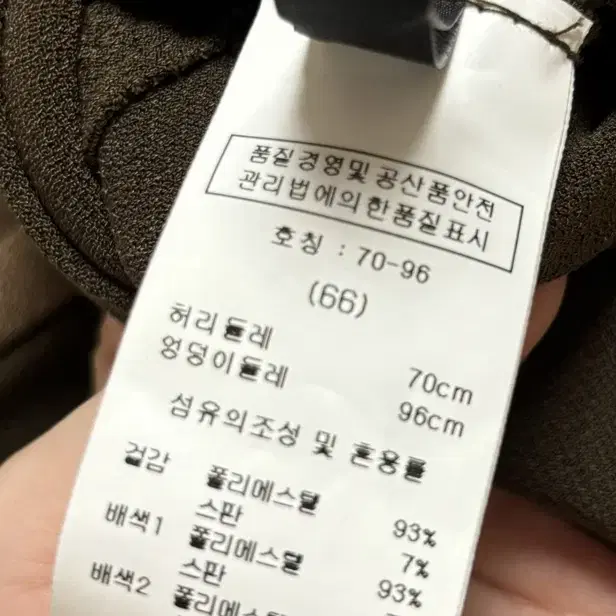 품질경영및 공산품안전
관리법에의한품질표시
호칭 : 70-96
(66)
허리둘레 70cm
엉덩이둘레 96cm
섬유의조성 및 혼용률
겉감 폴리에스텔 93%
스판 7%
배색1 폴리에스텔 93%
스판
배색2 폴리에스텔